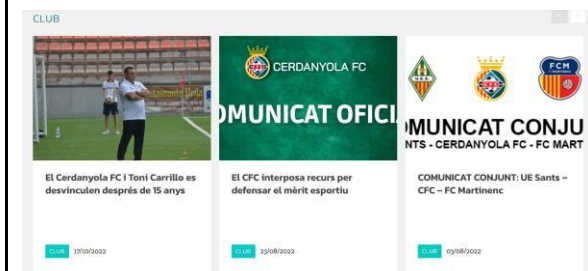 CLUB
CERDANYOLA FC
OMUNICAT OFICI
MUNICAT CONJU
NTS - CERDANYOLA FC - FC MART
FCM
El Cerdanyola FC i Toni Carrillo es
desvinculen després de 15 anys
El CFC interposa recurs per
defensar el mèrit esportiu
COMUNICAT CONJUNT: UE Sants –
CFC – FC Martinenc
CLUB 17/10/2022
CLUB 23/08/2022
CLUB 03/08/2022